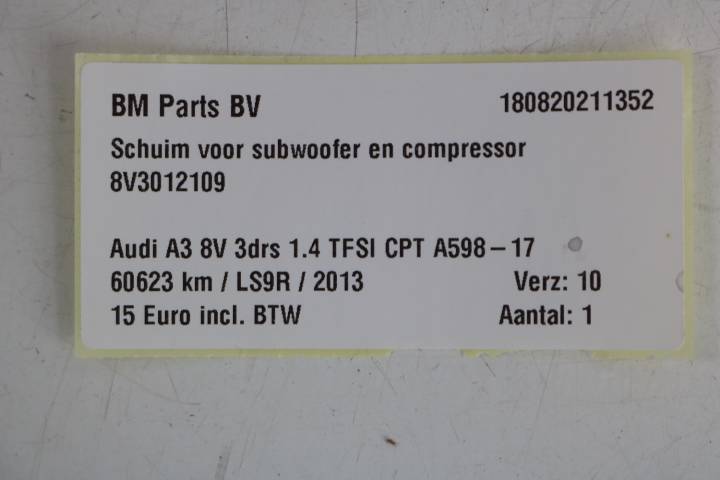 BM Parts BV 180820211352
Schuim voor subwoofer en compressor
8V3012109
Audi A3 8V 3drs 1.4 TFSI CPT A598-17
60623 km / LS9R / 2013 Verz: 10
15 Euro incl. BTW Aantal: 1